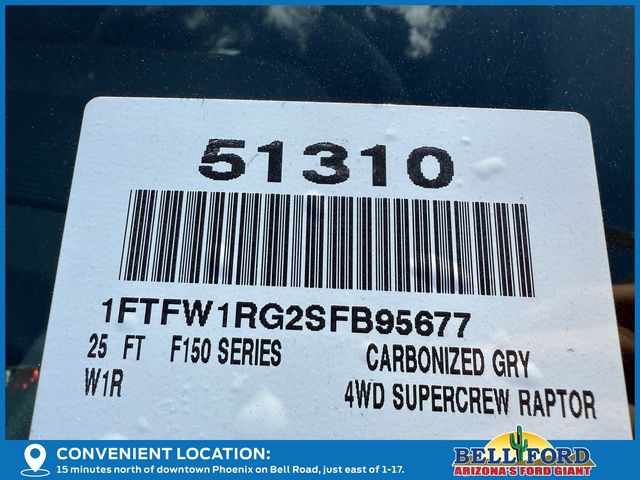 51310
1FTFW1RG2SFB95677
25 FT F150 SERIES CARBONIZED GRY
W1R 4WD SUPERCREW RAPTOR
CONVENIENT LOCATION:
15 minutes north of downtown Phoenix on Bell Road, just east of 1-17.
BELL FORD
ARIZONA'S FORD GIANT